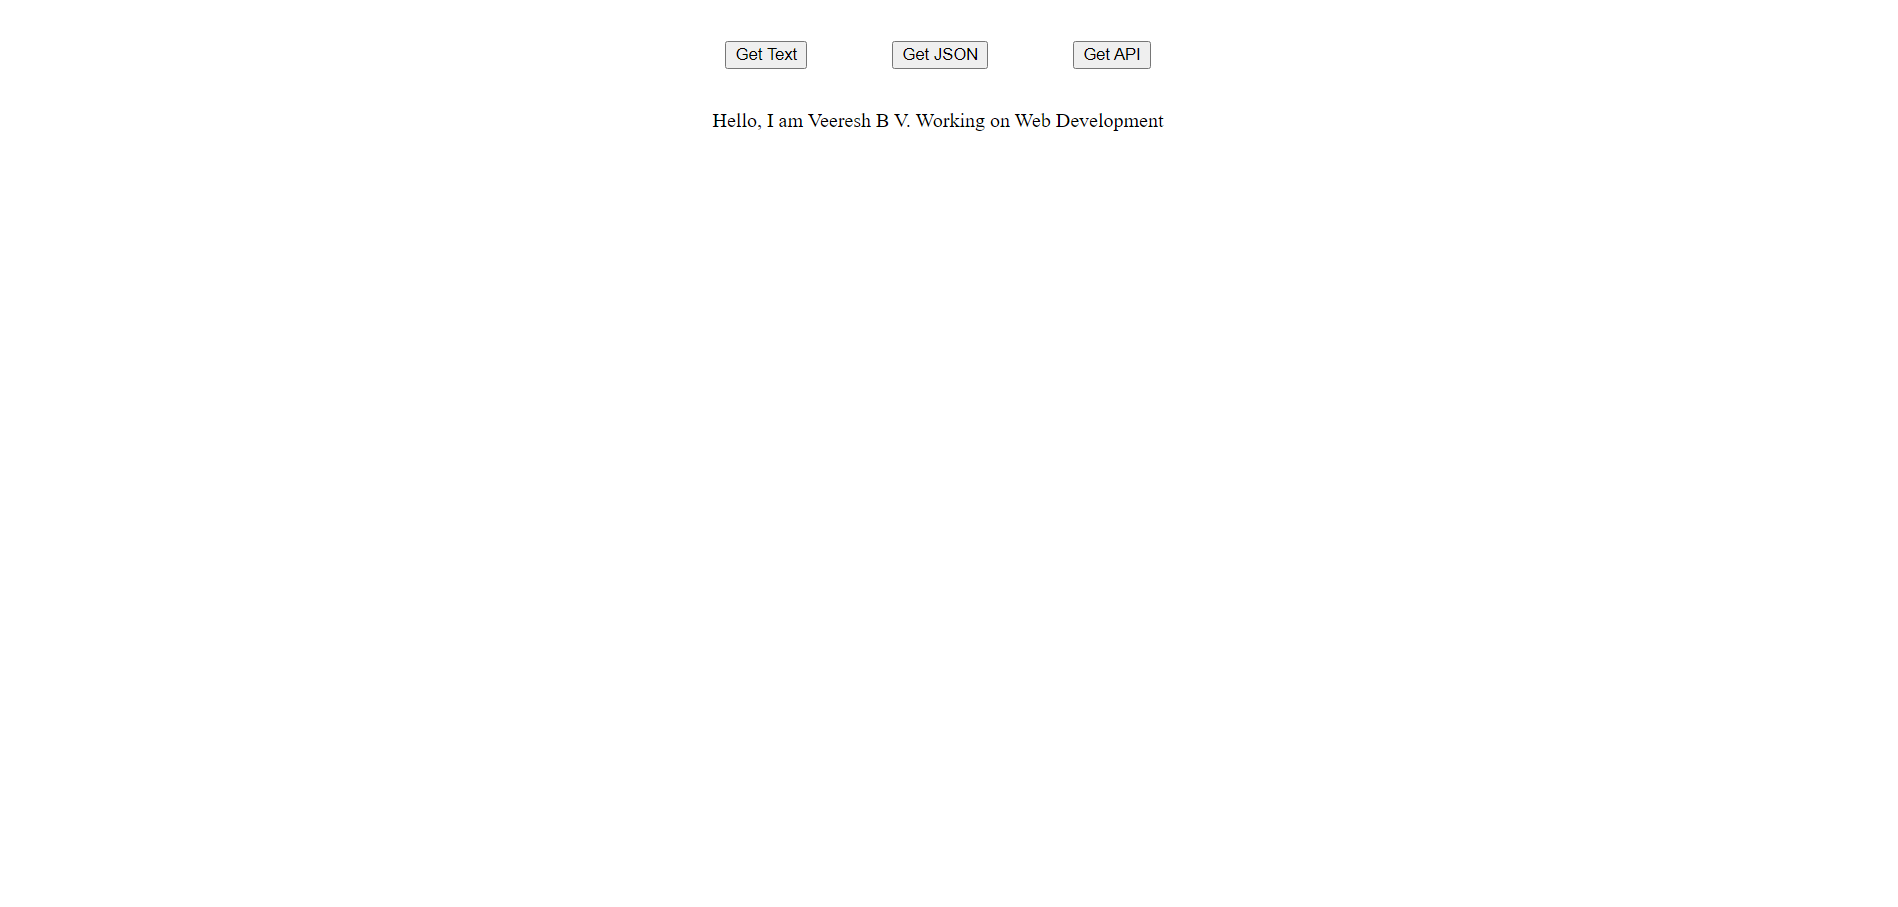 Get Text Get JSON Get API
Hello, I am Veeresh B V. Working on Web Development